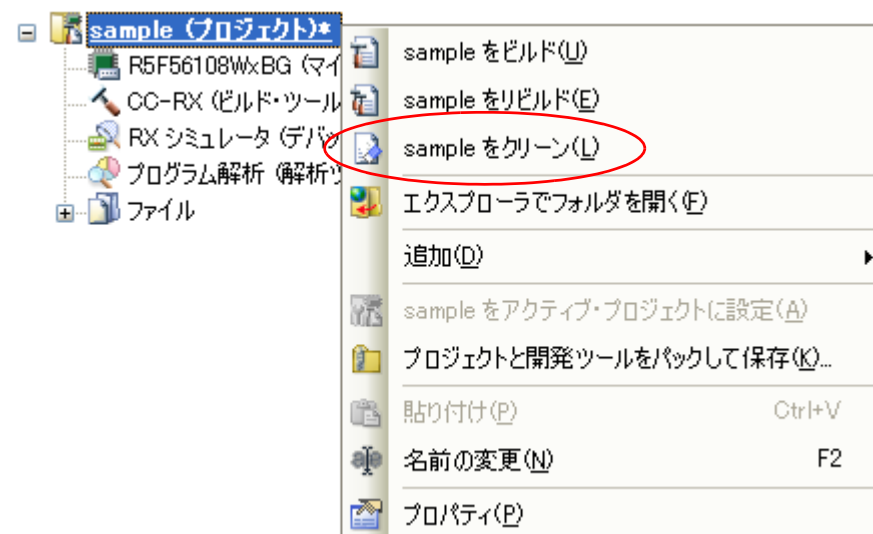 sample (プロジェクト)*
R5F56108WxBG (マイ
CC-RX (ビルド・ツール
RX シミュレータ (デバッ
プログラム解析 (解析ツ
ファイル
sample をビルド(U)
sample をリビルド(E)
sample をクリーン(L)
エクスプローラでフォルダを開く(F)
追加(D)
sample をアクティブ・プロジェクトに設定(A)
プロジェクトと開発ツールをパックして保存(K)...
貼り付け(P) Ctrl+V
名前の変更(N) F2
プロパティ(P)